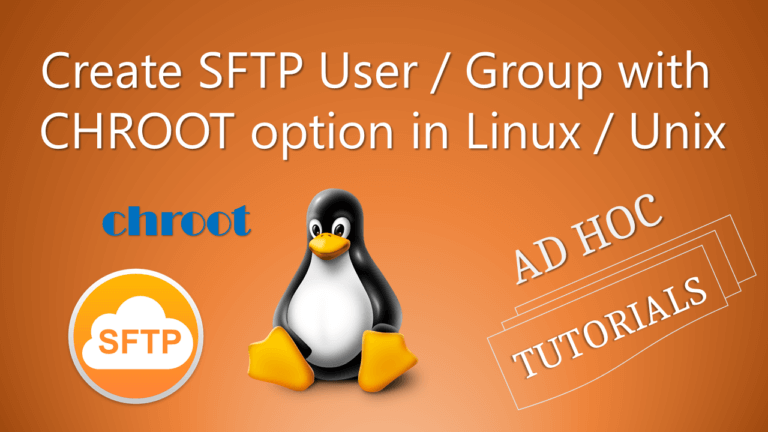 Create SFTP User / Group with
CHROOT option in Linux / Unix
chroot
SFTP
AD HOC
TUTORIALS